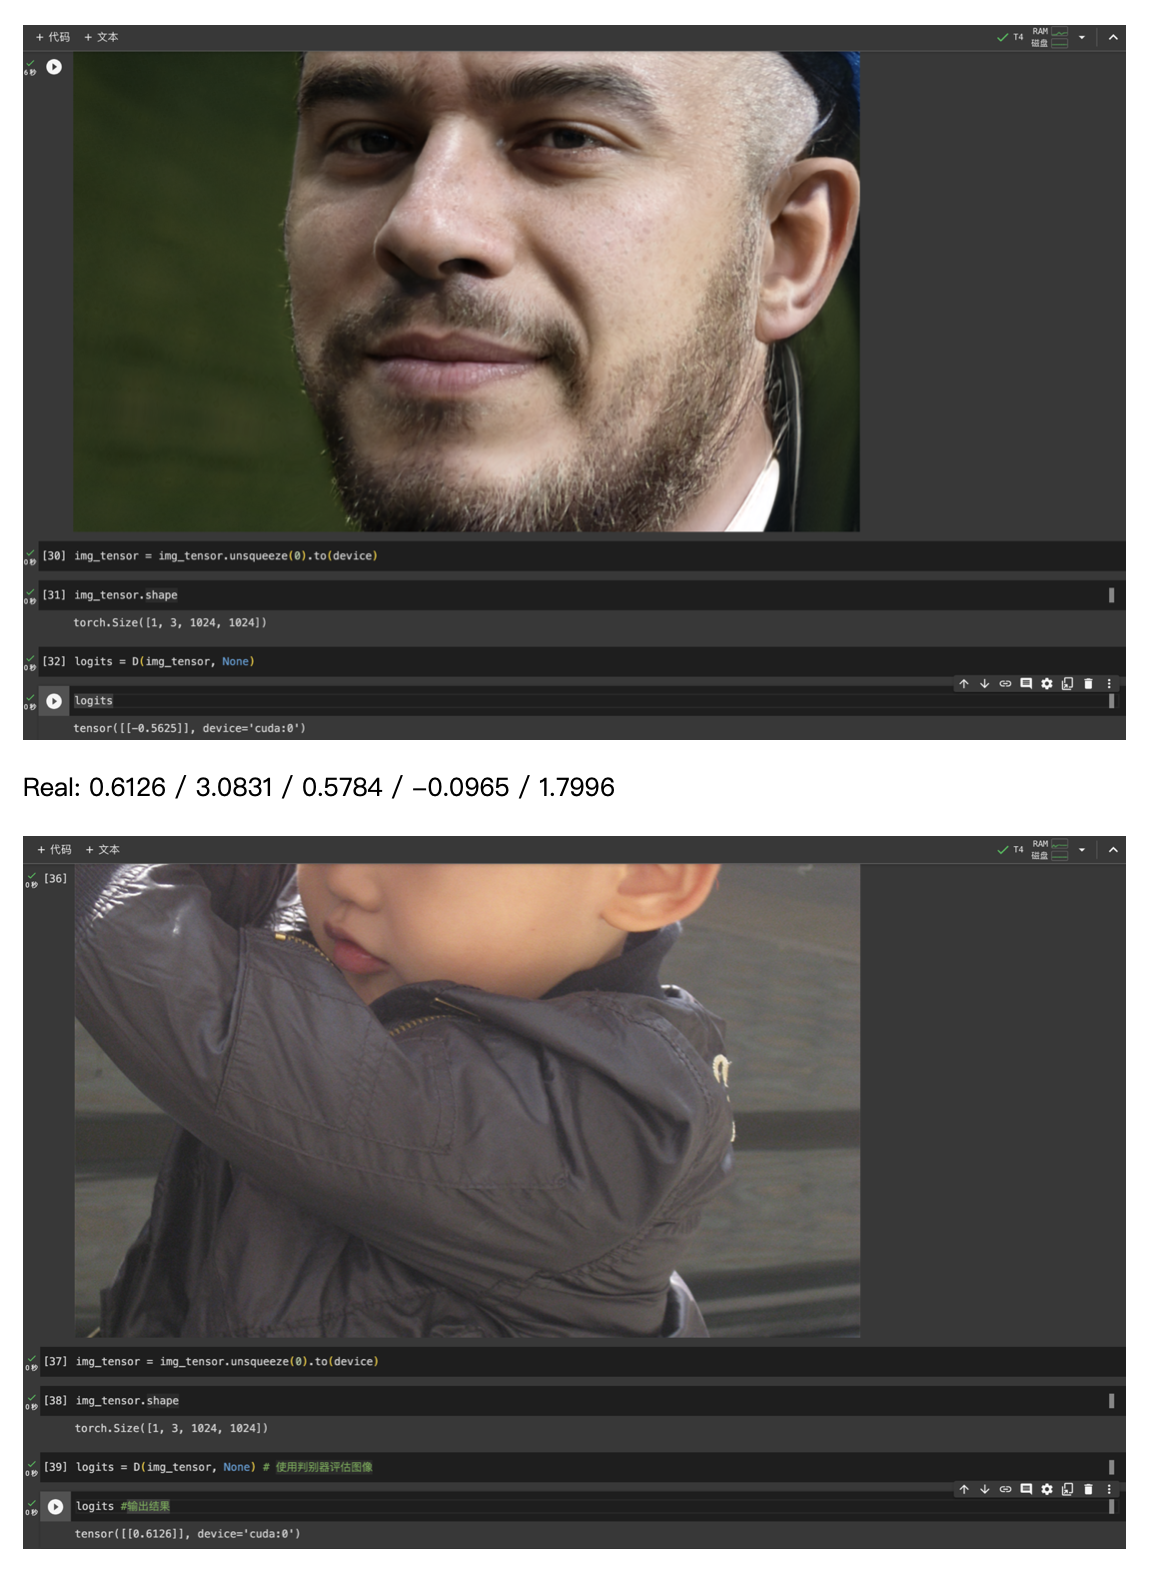 + 代码 + 文本
T4 RAM
磁盘
6 秒
[30] img_tensor = img_tensor.unsqueeze(0).to(device)
0 秒
[31] img_tensor.shape
0 秒
torch.Size([1, 3, 1024, 1024])
[32] logits = D(img_tensor, None)
0 秒
logits
0 秒
tensor([[-0.5625]], device='cuda:0')
Real: 0.6126 / 3.0831 / 0.5784 / -0.0965 / 1.7996
+ 代码 + 文本
T4 RAM
磁盘
[36]
0 秒
[37] img_tensor = img_tensor.unsqueeze(0).to(device)
0 秒
[38] img_tensor.shape
0 秒
torch.Size([1, 3, 1024, 1024])
[39] logits = D(img_tensor, None) # 使用判别器评估图像
0 秒
logits #输出结果
0 秒
tensor([[0.6126]], device='cuda:0')